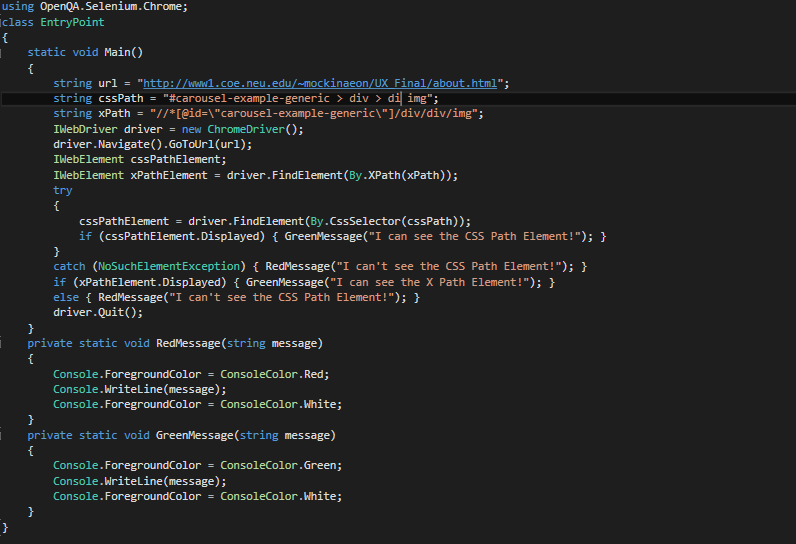 using OpenQA.Selenium.Chrome;
class EntryPoint
{
static void Main()
{
string url = "http://www1.coe.neu.edu/~mockinaeon/UX_Final/about.html";
string cssPath = "#carousel-example-generic > div > di img";
string xPath = "//*[@id=\"carousel-example-generic\"]/div/div/img";
IWebDriver driver = new ChromeDriver();
driver.Navigate().GoToUrl(url);
IWebElement cssPathElement;
IWebElement xPathElement = driver.FindElement(By.XPath(xPath));
try
{
cssPathElement = driver.FindElement(By.CssSelector(cssPath));
if (cssPathElement.Displayed) { GreenMessage("I can see the CSS Path Element!"); }
}
catch (NoSuchElementException) { RedMessage("I can't see the CSS Path Element!"); }
if (xPathElement.Displayed) { GreenMessage("I can see the X Path Element!"); }
else { RedMessage("I can't see the CSS Path Element!"); }
driver.Quit();
}
private static void RedMessage(string message)
{
Console.ForegroundColor = ConsoleColor.Red;
Console.WriteLine(message);
Console.ForegroundColor = ConsoleColor.White;
}
private static void GreenMessage(string message)
{
Console.ForegroundColor = ConsoleColor.Green;
Console.WriteLine(message);
Console.ForegroundColor = ConsoleColor.White;
}
}